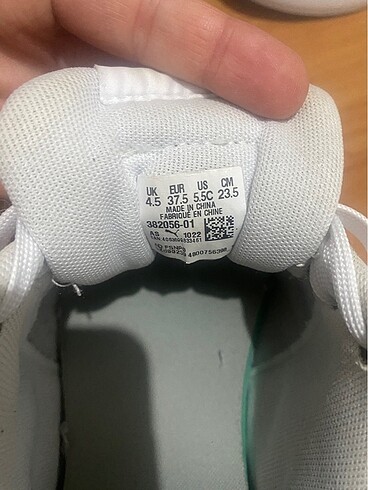 UK EUR US CM
4.5 37.5 5.5C 23.5
MADE IN CHINA
FABRIQUÉ EN CHINE
382056-01
AS 1022